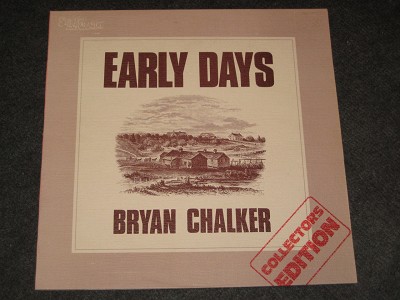 EARLY DAYS
BRYAN CHALKER
COLLECTORS
EDITION